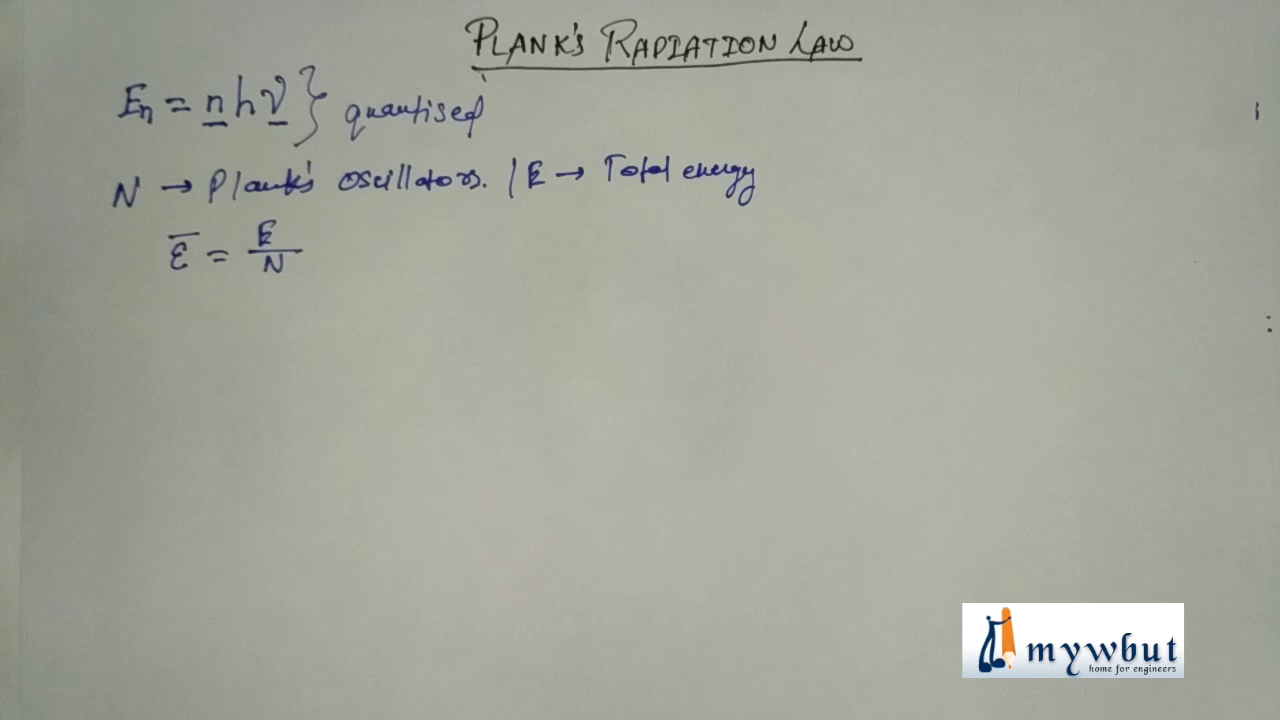 PLANK'S RADIATION LAW
En = nhν } quantised
N → Plank's oscillators. / E → Total energy
ε̅ = E/N
mywbut
home for engineers